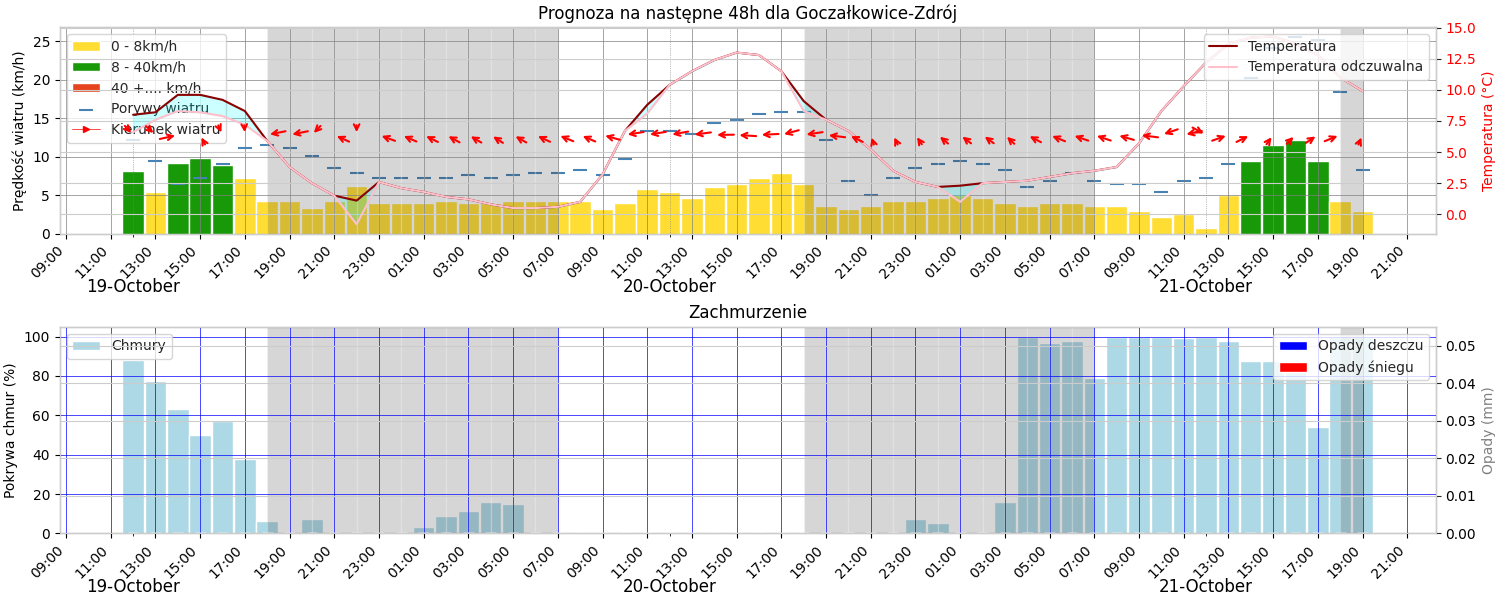 Prognoza na następne 48h dla Goczałkowice-Zdrój
Prędkość wiatru (km/h)
25
20
15
10
5
0
0 - 8km/h
8 - 40km/h
40 +.... km/h
Porywy wiatru
Kierunek wiatru
Temperatura
Temperatura odczuwalna
15.0
12.5
10.0
7.5
5.0
2.5
0.0
Temperatura (°C)
09:00 11:00 13:00 15:00 17:00 19:00 21:00 23:00 01:00 03:00 05:00 07:00 09:00 11:00 13:00 15:00 17:00 19:00 21:00 23:00 01:00 03:00 05:00 07:00 09:00 11:00 13:00 15:00 17:00 19:00 21:00
19-October 20-October 21-October
Zachmurzenie
Pokrywa chmur (%)
100
80
60
40
20
0
Chmury
Opady deszczu
Opady śniegu
0.05
0.04
0.03
0.02
0.01
0.00
Opady (mm)
09:00 11:00 13:00 15:00 17:00 19:00 21:00 23:00 01:00 03:00 05:00 07:00 09:00 11:00 13:00 15:00 17:00 19:00 21:00 23:00 01:00 03:00 05:00 07:00 09:00 11:00 13:00 15:00 17:00 19:00 21:00
19-October 20-October 21-October